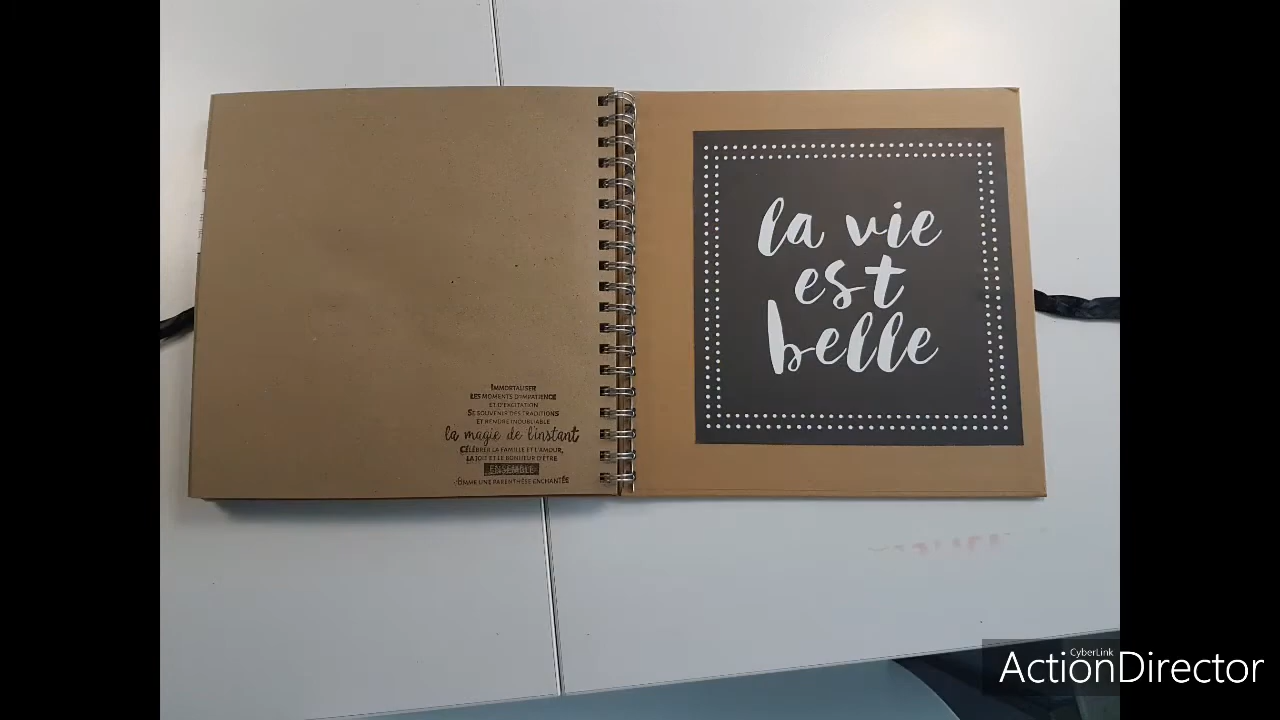 IMMORTALISER
LES MOMENTS D'IMPATIENCE
ET D'EXCITATION
SE SOUVENIR DES TRADITIONS
ET RENDRE INOUBLIABLE
la magie de l'instant
CÉLÉBRER LA FAMILLE ET L'AMOUR,
LA JOIE ET LE BONHEUR D'ÊTRE
ENSEMBLE
COMME UNE PARENTHÈSE ENCHANTÉE
la vie
est
belle
CyberLink
ActionDirector